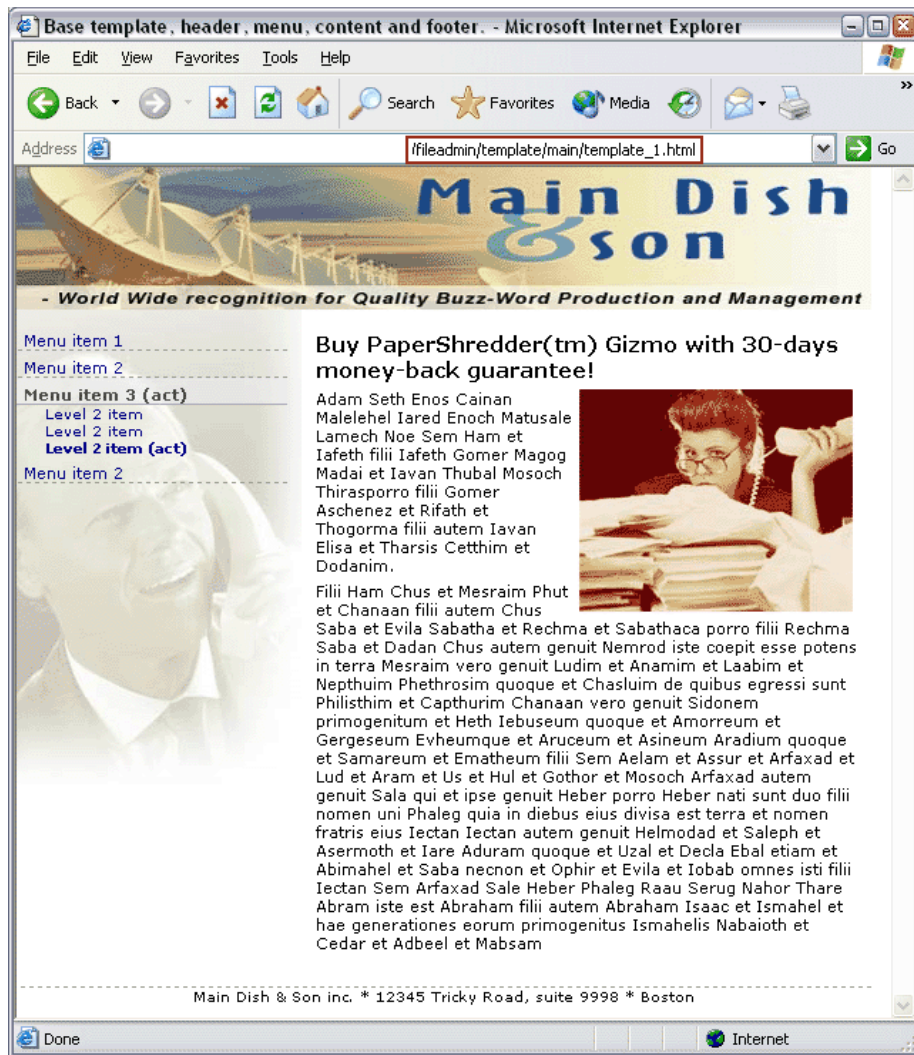 Base template, header, menu, content and footer. - Microsoft Internet Explorer
File Edit View Favorites Tools Help
Back Search Favorites Media »
Address /fileadmin/template/main/template_1.html Go
Main Dish
& son
- World Wide recognition for Quality Buzz-Word Production and Management
Menu item 1
Menu item 2
Menu item 3 (act)
Level 2 item
Level 2 item
Level 2 item (act)
Menu item 2
Buy PaperShredder(tm) Gizmo with 30-days
money-back guarantee!
Adam Seth Enos Cainan
Malelehel Iared Enoch Matusale
Lamech Noe Sem Ham et
Iafeth filii Iafeth Gomer Magog
Madai et Iavan Thubal Mosoch
Thirasporro filii Gomer
Aschenez et Rifath et
Thogorma filii autem Iavan
Elisa et Tharsis Cetthim et
Dodanim.
Filii Ham Chus et Mesraim Phut
et Chanaan filii autem Chus
Saba et Evila Sabatha et Rechma et Sabathaca porro filii Rechma
Saba et Dadan Chus autem genuit Nemrod iste coepit esse potens
in terra Mesraim vero genuit Ludim et Anamim et Laabim et
Nepthuim Phethrosim quoque et Chasluim de quibus egressi sunt
Philisthim et Capthurim Chanaan vero genuit Sidonem
primogenitum et Heth Iebuseum quoque et Amorreum et
Gergeseum Evheumque et Aruceum et Asineum Aradium quoque
et Samareum et Ematheum filii Sem Aelam et Assur et Arfaxad et
Lud et Aram et Us et Hul et Gothor et Mosoch Arfaxad autem
genuit Sala qui et ipse genuit Heber porro Heber nati sunt duo filii
nomen uni Phaleg quia in diebus eius divisa est terra et nomen
fratris eius Iectan Iectan autem genuit Helmodad et Saleph et
Asermoth et Iare Aduram quoque et Uzal et Decla Ebal etiam et
Abimahel et Saba necnon et Ophir et Evila et Iobab omnes isti filii
Iectan Sem Arfaxad Sale Heber Phaleg Raau Serug Nahor Thare
Abram iste est Abraham filii autem Abraham Isaac et Ismahel et
hae generationes eorum primogenitus Ismahelis Nabaioth et
Cedar et Adbeel et Mabsam
Main Dish & Son inc. * 12345 Tricky Road, suite 9998 * Boston
Done Internet